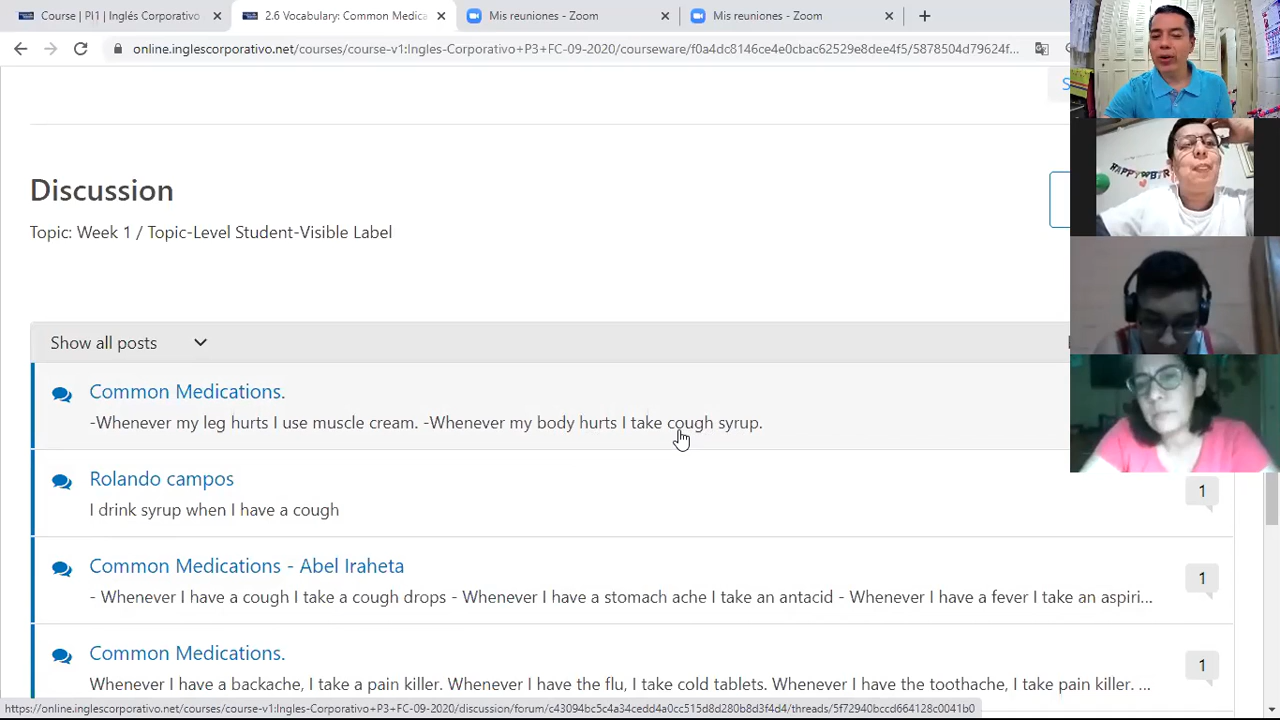 Course | PI1 | Inglés Corporativo
2.6 Vocabulary: Common Medic
Mis reuniones - Zoom
Mis reuniones - Zoom
online.inglescorporativo.net/courses/course-v1:Ingles-Corporativo+P3+FC-09-2020/courseware/
Discussion
Topic: Week 1 / Topic-Level Student-Visible Label
HAPPY
Show all posts
Common Medications.
-Whenever my leg hurts I use muscle cream. -Whenever my body hurts I take cough syrup.
Rolando campos
I drink syrup when I have a cough
1
Common Medications - Abel Iraheta
- Whenever I have a cough I take a cough drops - Whenever I have a stomach ache I take an antacid - Whenever I have a fever I take an aspiri...
1
Common Medications.
Whenever I have a backache, I take a pain killer. Whenever I have the flu, I take cold tablets. Whenever I have the toothache, I take pain killer. ...
1
https://online.inglescorporativo.net/courses/course-v1:Ingles-Corporativo+P3+FC-09-2020/discussion/forum/c43094bc5c4a34cedd4a0cc515d8d280b8d3f4d4/threads/5f72940bccd664128c0041b0